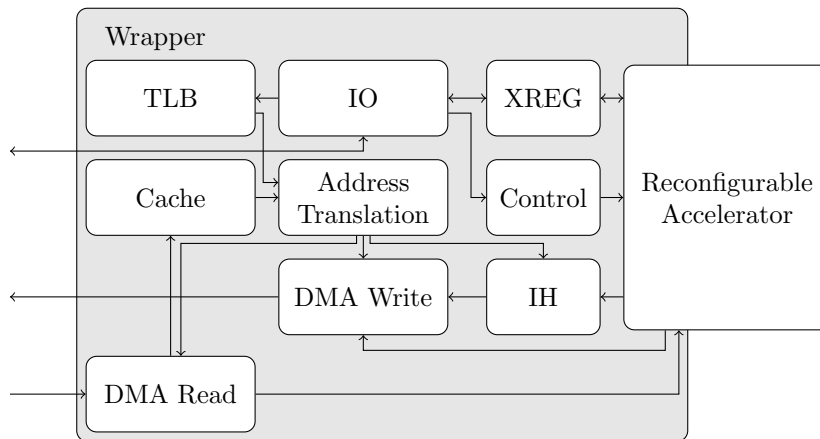 Wrapper
TLB
IO
XREG
Cache
Address
Translation
Control
Reconfigurable
Accelerator
DMA Write
IH
DMA Read